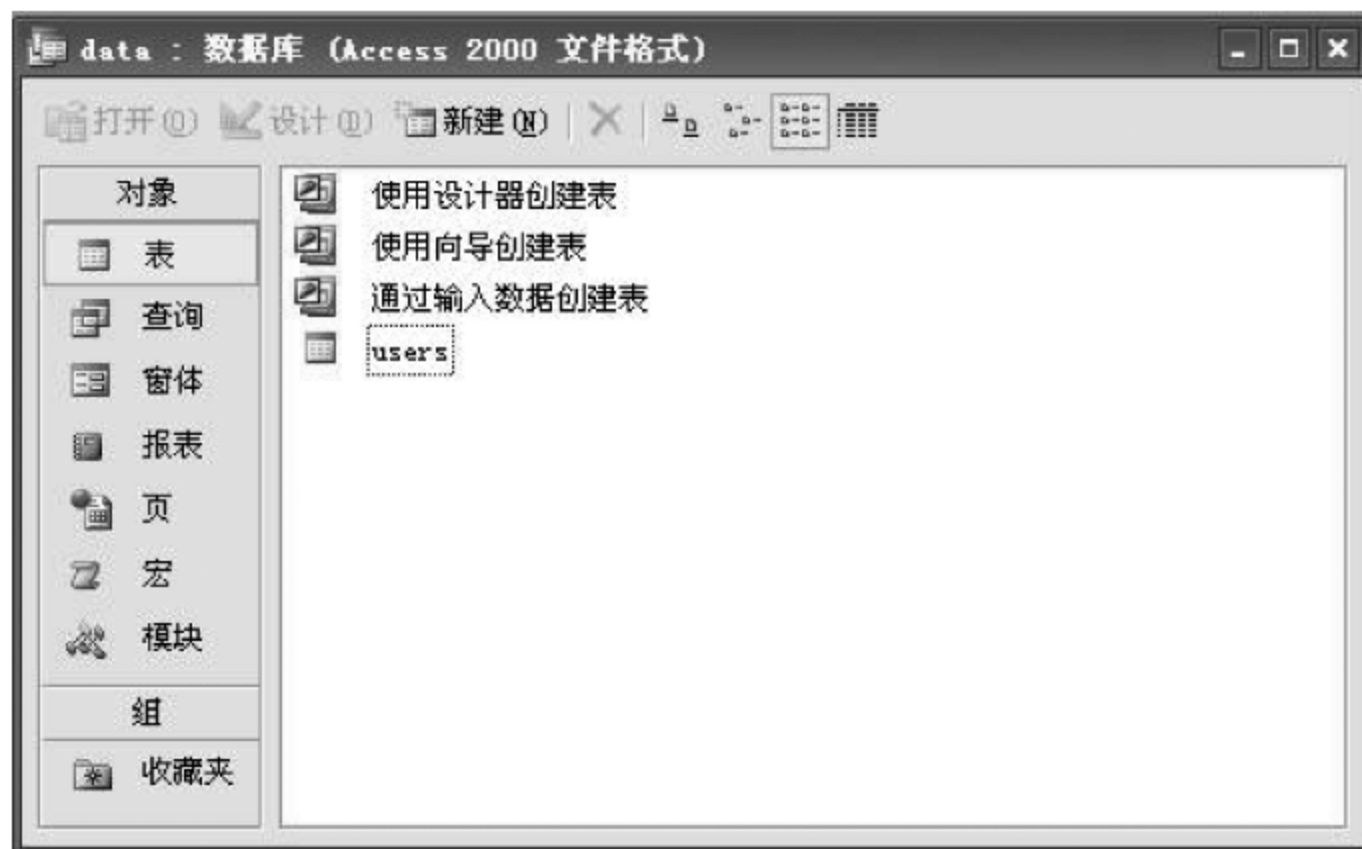 data : 数据库 (Access 2000 文件格式)
打开(O) 设计(D) 新建(N)
对象
表
查询
窗体
报表
页
宏
模块
组
收藏夹
使用设计器创建表
使用向导创建表
通过输入数据创建表
users